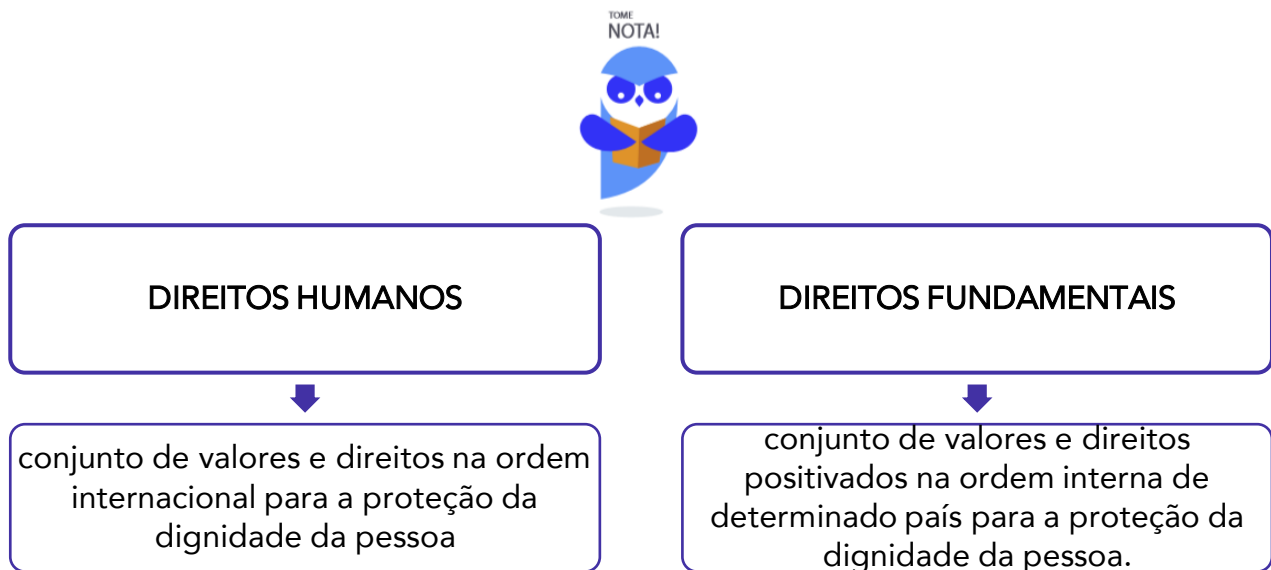 TOME
NOTA!
DIREITOS HUMANOS
conjunto de valores e direitos na ordem
internacional para a proteção da
dignidade da pessoa
DIREITOS FUNDAMENTAIS
conjunto de valores e direitos
positivados na ordem interna de
determinado país para a proteção da
dignidade da pessoa.